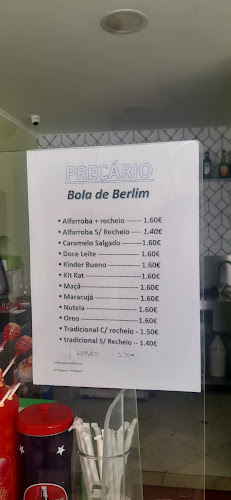 PREÇÁRIO
Bola de Berlim
• Alfarroba + recheio ------ 1.60€
• Alfarroba S/ Recheio ---- 1.40€
• Caramelo Salgado --------1.60€
• Doce Leite ------------------ 1.60€
• Kinder Bueno ------------- 1.60€
• Kit Kat ----------------------- 1.60€
• Maçã-------------------------- 1.60€
• Maracujá ------------------- 1.60€
• Nutela -----------------------1.60€
• Oreo --------------------------1.60€
• Tradicional C/ recheio - 1.50€
• tradicional S/ Recheio -- 1.40€
LIMÃO